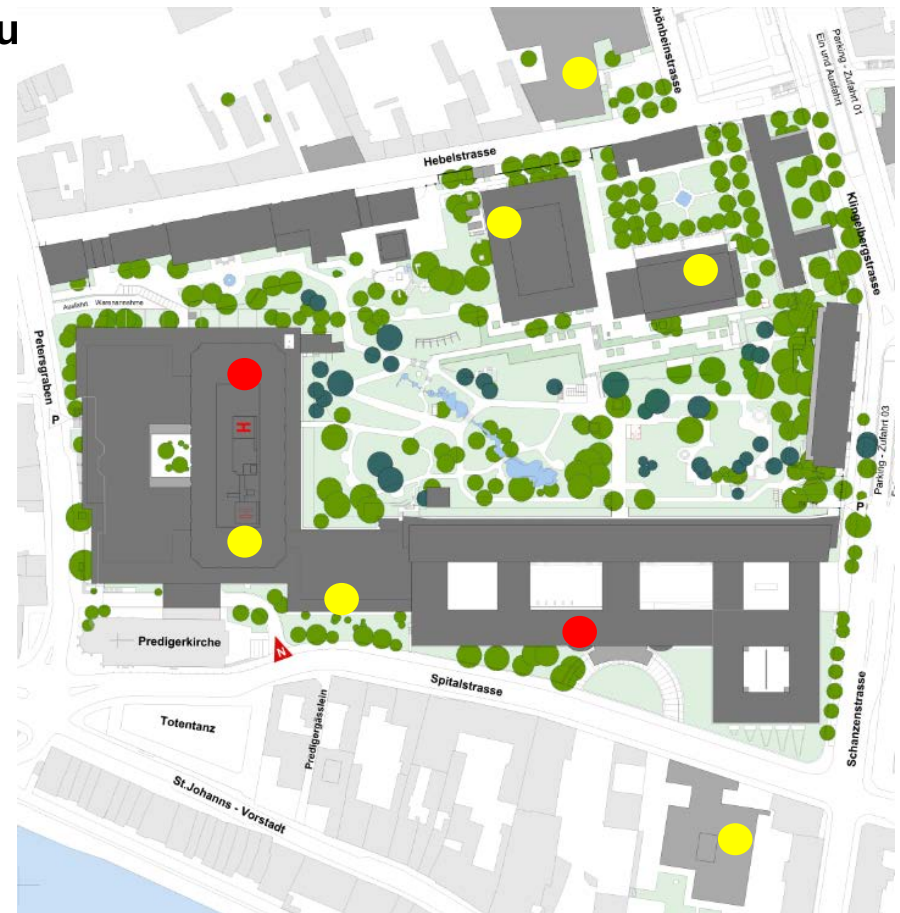 u
Schönbeinstrasse
Parking - Zufahrt 01
Ein und Ausfahrt
Hebelstrasse
Klingelbergstrasse
Ausfahrt Warenannahme
Petersgraben
P
H
Parking - Zufahrt 03
P
Predigerkirche
N
Spitalstrasse
Totentanz
Predigergässlein
St.Johanns - Vorstadt
Schanzenstrasse